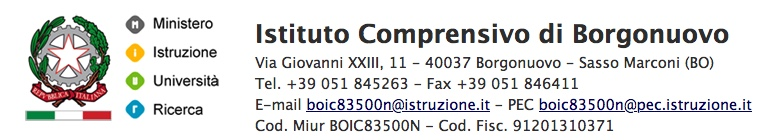 M Ministero
i Istruzione
U Università
r Ricerca
REPVBBLICA ITALIANA
Istituto Comprensivo di Borgonuovo
Via Giovanni XXIII, 11 – 40037 Borgonuovo – Sasso Marconi (BO)
Tel. +39 051 845263 – Fax +39 051 846411
E-mail boic83500n@istruzione.it – PEC boic83500n@pec.istruzione.it
Cod. Miur BOIC83500N – Cod. Fisc. 91201310371